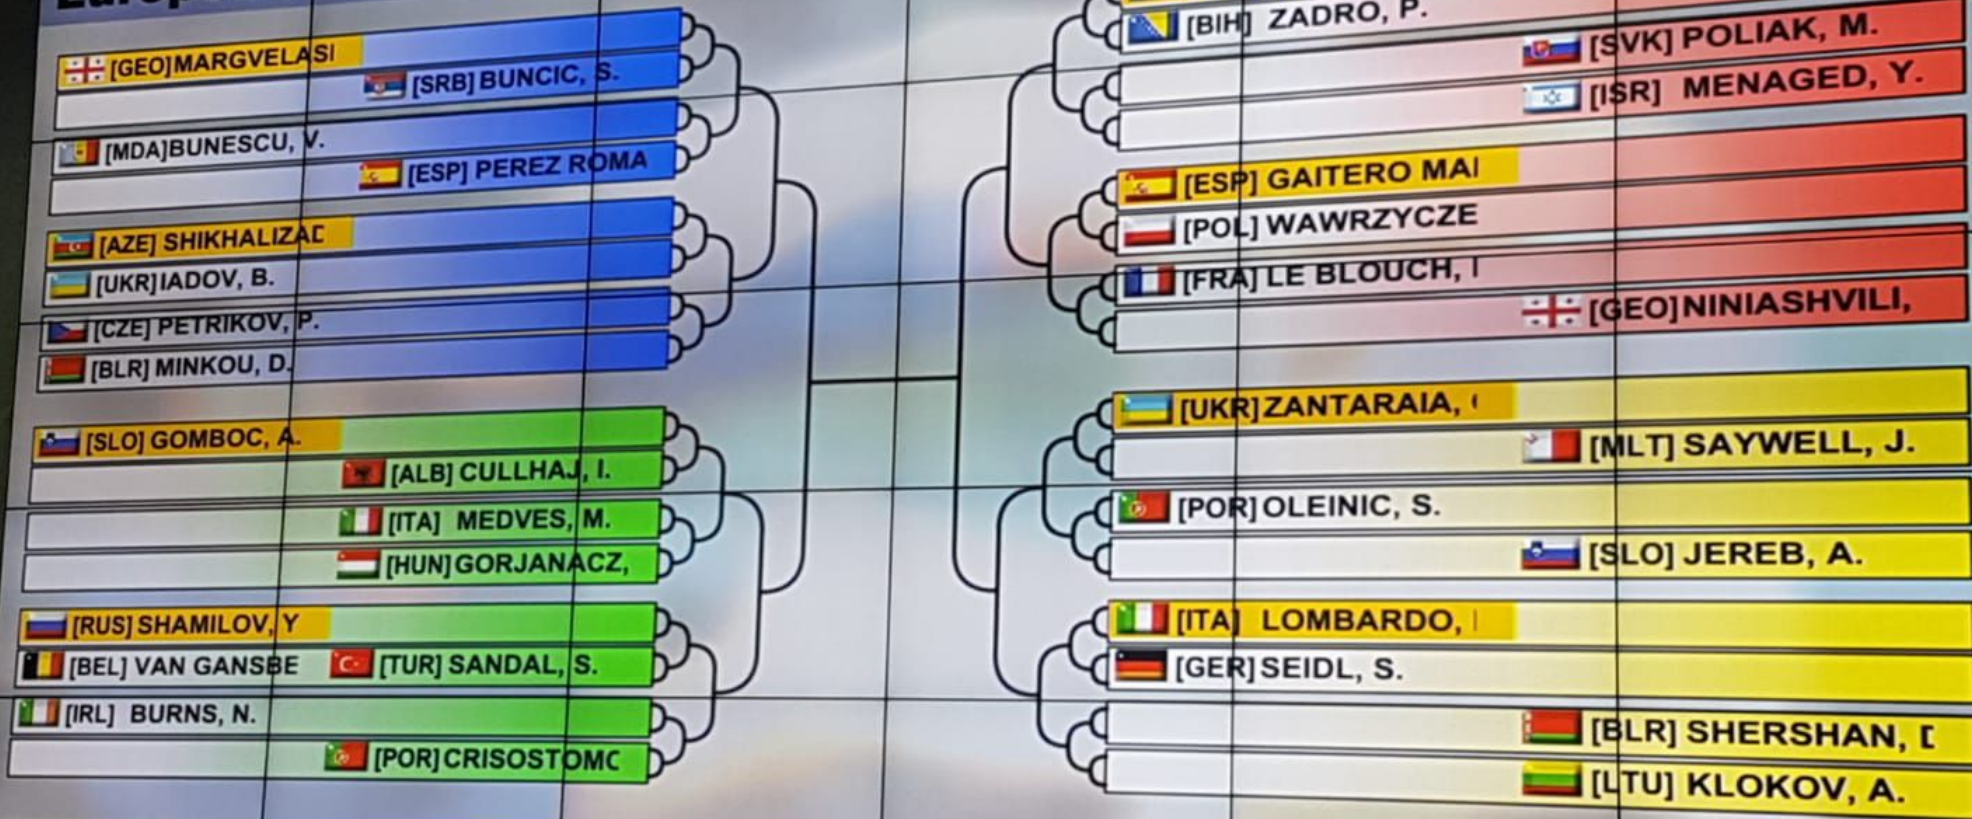 [GEO] MARGVELASI
[SRB] BUNCIC, S.
[MDA] BUNESCU, V.
[ESP] PEREZ ROMA
[AZE] SHIKHALIZAD
[UKR] IADOV, B.
[CZE] PETRIKOV, P.
[BLR] MINKOU, D.
[SLO] GOMBOC, A.
[ALB] CULLHAJ, I.
[ITA] MEDVES, M.
[HUN] GORJANACZ,
[RUS] SHAMILOV, Y
[BEL] VAN GANSBE [TUR] SANDAL, S.
[IRL] BURNS, N.
[POR] CRISOSTOMO
[BIH] ZADRO, P.
[SVK] POLIAK, M.
[ISR] MENAGED, Y.
[ESP] GAITERO MAI
[POL] WAWRZYCZE
[FRA] LE BLOUCH,
[GEO] NINIASHVILI,
[UKR] ZANTARAIA,
[MLT] SAYWELL, J.
[POR] OLEINIC, S.
[SLO] JEREB, A.
[ITA] LOMBARDO,
[GER] SEIDL, S.
[BLR] SHERSHAN, D
[LTU] KLOKOV, A.